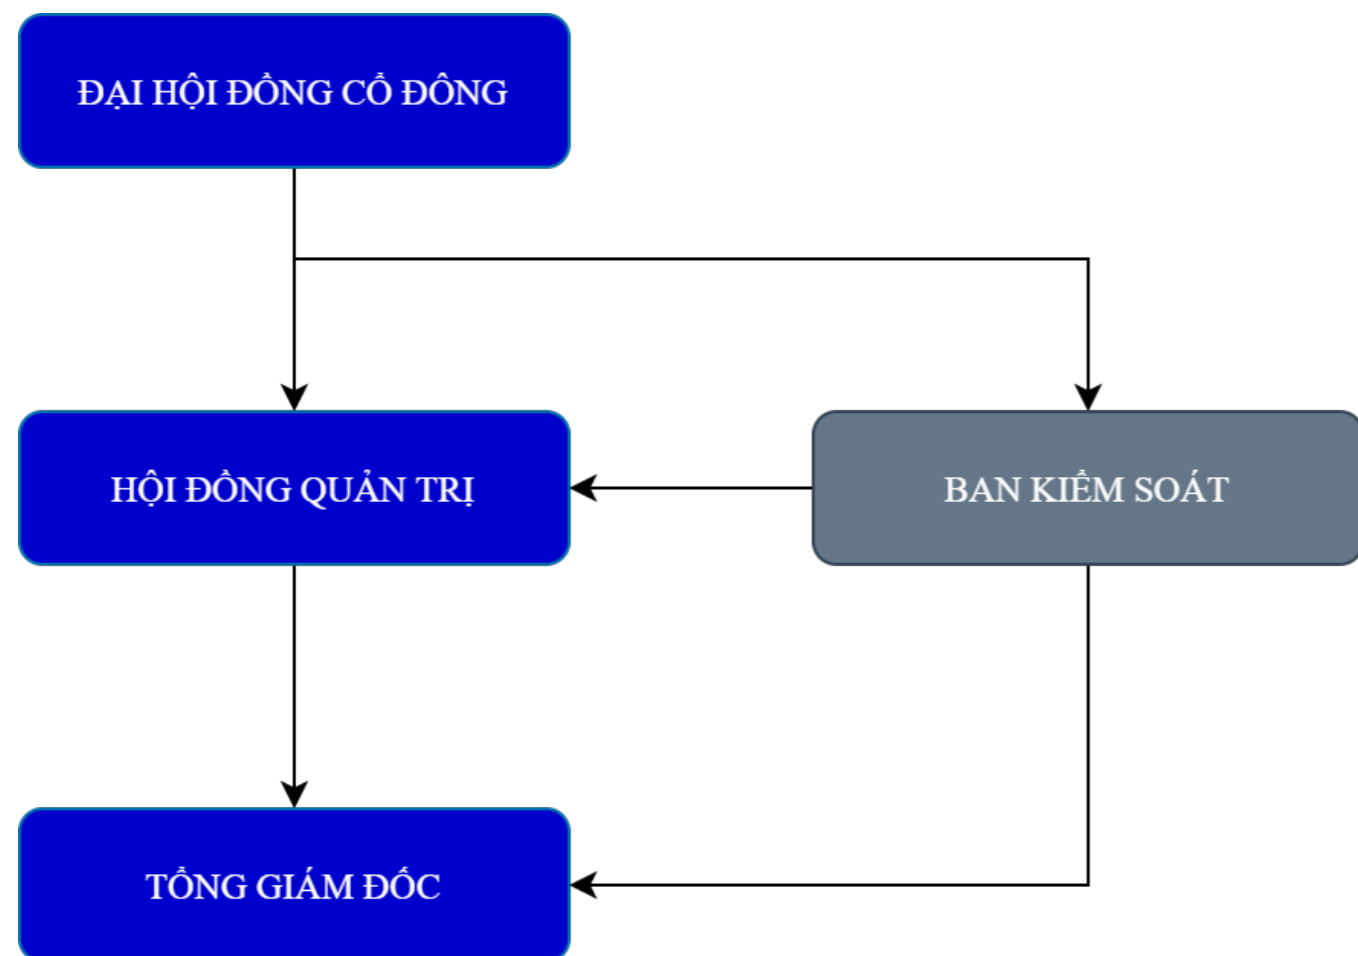 ĐẠI HỘI ĐỒNG CỔ ĐÔNG
HỘI ĐỒNG QUẢN TRỊ
BAN KIỂM SOÁT
TỔNG GIÁM ĐỐC